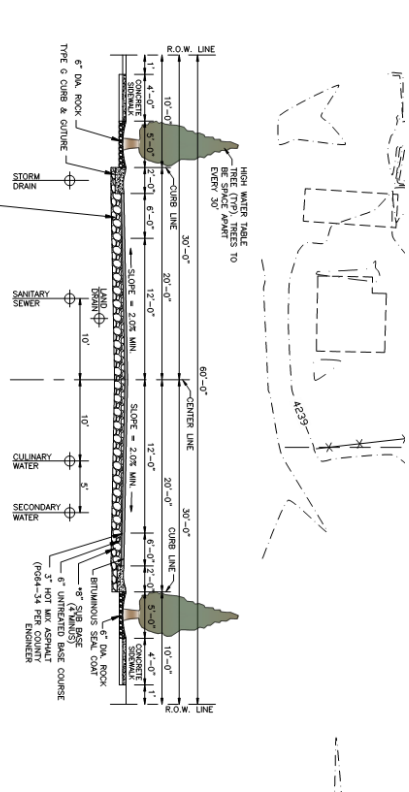 R.O.W. LINE
60'-0"
R.O.W. LINE
30'-0"
CENTER LINE
30'-0"
10'-0"
CURB LINE
20'-0"
20'-0"
CURB LINE
10'-0"
1'
4'-0"
5'-0"
2'-0"
6'-0"
12'-0"
12'-0"
6'-0"
2'-0"
5'-0"
4'-0"
1'
HIGH WATER TABLE
TREE (TYP). TREES TO
BE SPACE APART
EVERY 30'
CONCRETE
SIDEWALK
CONCRETE
SIDEWALK
SLOPE = 2.0% MIN.
SLOPE = 2.0% MIN.
6" DIA. ROCK
TYPE G CURB & GUTURE
STORM
DRAIN
SANITARY
SEWER
LAND
DRAIN
10'
10'
CULINARY
WATER
5'
SECONDARY
WATER
6" DIA. ROCK
BITUMINOUS SEAL COAT
*8" SUB BASE
(4"MINUS)
6" UNTREATED BASE COURSE
3" HOT MIX ASPHALT
(PG64-34 PER COUNTY
ENGINEER
4239